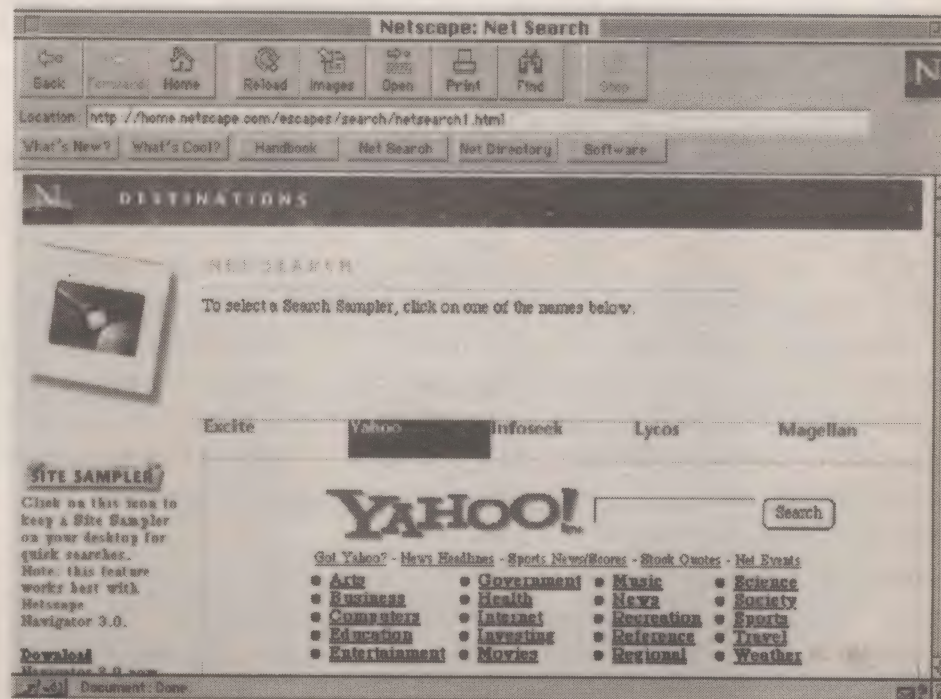 Netscape: Net Search
Back Forward Home Reload Images Open Print Find Stop
N
Location: http://home.netscape.com/escapes/search/netsearch1.html
What's New? What's Cool? Handbook Net Search Net Directory Software
N DESTINATIONS
NET SEARCH
To select a Search Sampler, click on one of the names below.
Excite Yahoo Infoseek Lycos Magellan
SITE SAMPLER
Click on this icon to
keep a Site Sampler
on your desktop for
quick searches.
Note: this feature
works best with
Netscape
Navigator 3.0.
Download
Navigator 3.0 now
YAHOO! Search
Got Yahoo? - News Headlines - Sports News/Scores - Stock Quotes - Net Events
Arts Government Music Science
Business Health News Society
Computers Internet Recreation Sports
Education Investing Reference Travel
Entertainment Movies Regional Weather
Document: Done.